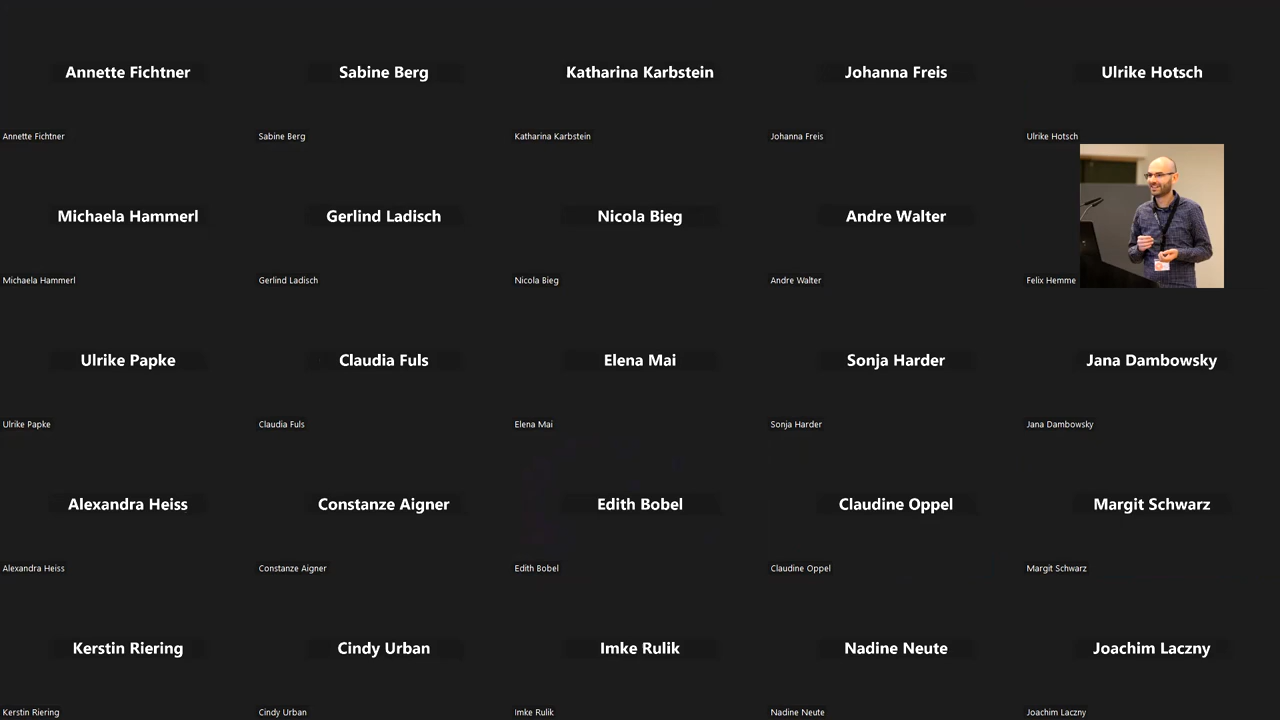 Annette Fichtner
Sabine Berg
Katharina Karbstein
Johanna Freis
Ulrike Hotsch
Annette Fichtner
Sabine Berg
Katharina Karbstein
Johanna Freis
Ulrike Hotsch
Michaela Hammerl
Gerlind Ladisch
Nicola Bieg
Andre Walter
Michaela Hammerl
Gerlind Ladisch
Nicola Bieg
Andre Walter
Felix Hemme
Ulrike Papke
Claudia Fuls
Elena Mai
Sonja Harder
Jana Dambowsky
Ulrike Papke
Claudia Fuls
Elena Mai
Sonja Harder
Jana Dambowsky
Alexandra Heiss
Constanze Aigner
Edith Bobel
Claudine Oppel
Margit Schwarz
Alexandra Heiss
Constanze Aigner
Edith Bobel
Claudine Oppel
Margit Schwarz
Kerstin Riering
Cindy Urban
Imke Rulik
Nadine Neute
Joachim Laczny
Kerstin Riering
Cindy Urban
Imke Rulik
Nadine Neute
Joachim Laczny